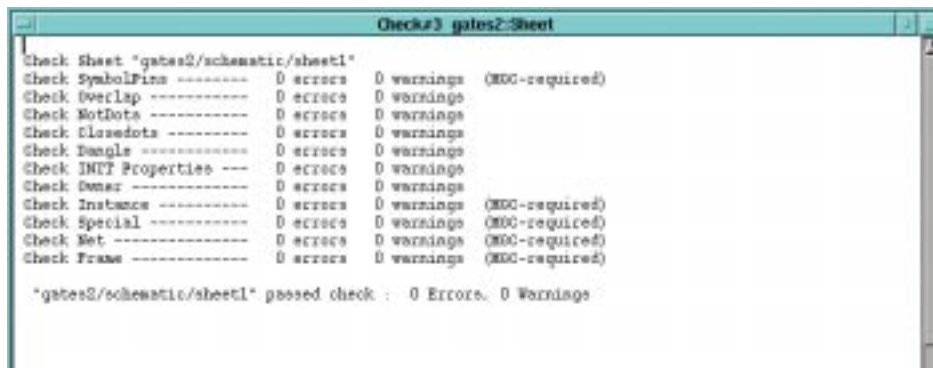 Check#3 gates2:Sheet
Check Sheet "gates2/schematic/sheet1"
Check SymbolPins -------- 0 errors 0 warnings (MGC-required)
Check Overlap ----------- 0 errors 0 warnings
Check NotDots ----------- 0 errors 0 warnings
Check Closedots --------- 0 errors 0 warnings
Check Dangle ------------ 0 errors 0 warnings
Check INIT Properties --- 0 errors 0 warnings
Check Owner ------------- 0 errors 0 warnings
Check Instance ---------- 0 errors 0 warnings (MGC-required)
Check Special ----------- 0 errors 0 warnings (MGC-required)
Check Net --------------- 0 errors 0 warnings (MGC-required)
Check Frame ------------- 0 errors 0 warnings (MGC-required)
"gates2/schematic/sheet1" passed check : 0 Errors, 0 Warnings